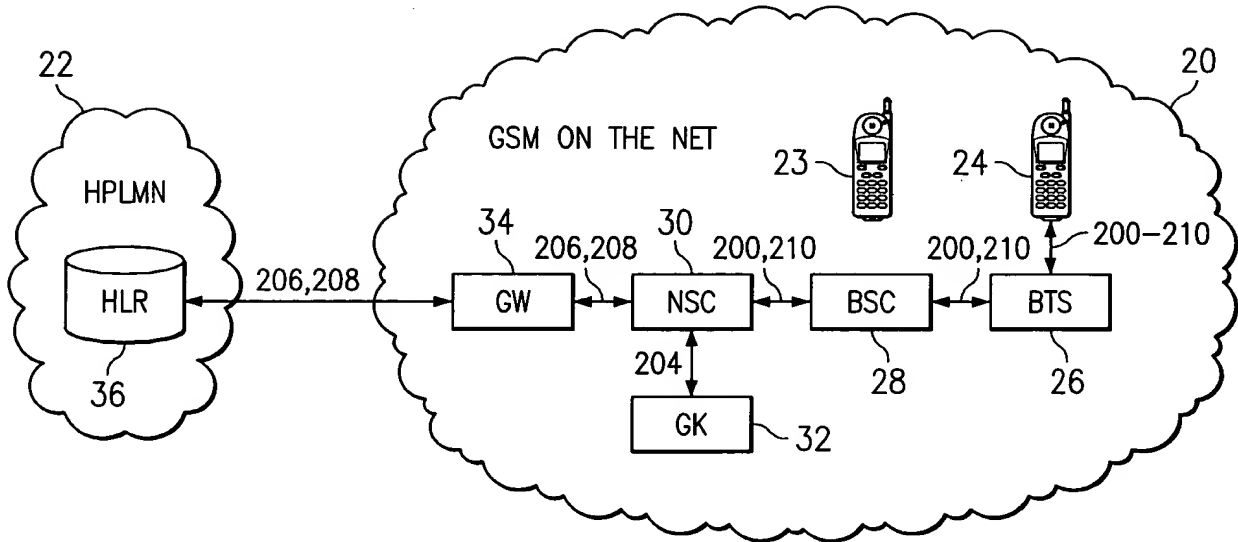 22
20
GSM ON THE NET
23
24
HPLMN
HLR
36
206,208
34
GW
206,208
30
NSC
200,210
BSC
28
200,210
BTS
26
200-210
204
GK
32